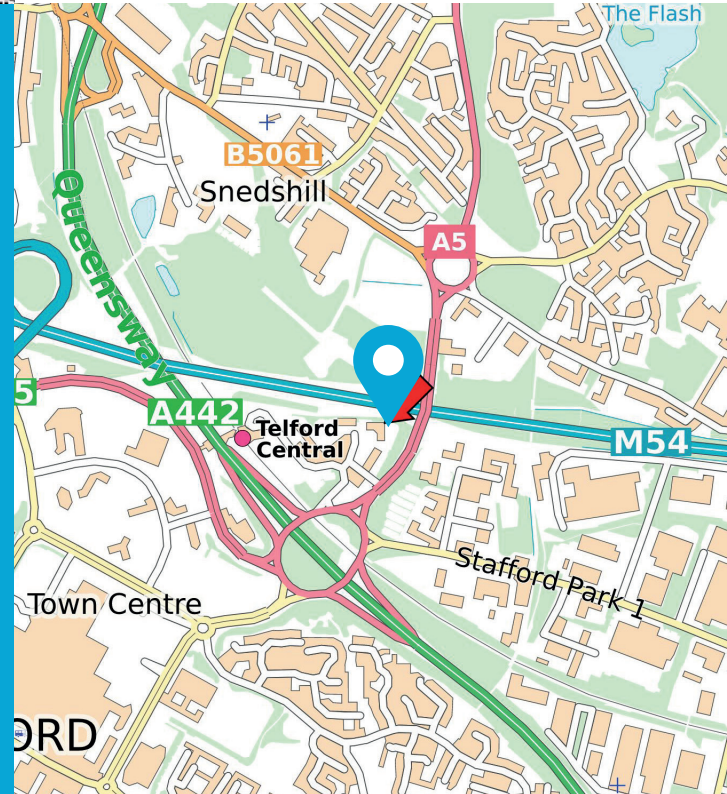 The Flash
B5061
Snedshill
A5
Queensway
5
A442
Telford
Central
M54
Stafford Park 1
Town Centre
ORD